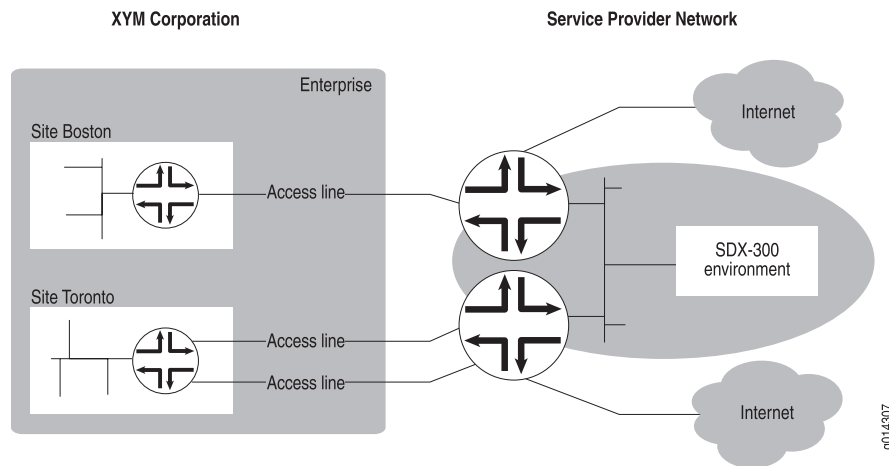 XYM Corporation
Service Provider Network
Enterprise
Internet
Site Boston
Access line
SDX-300
environment
Site Toronto
Access line
Access line
Internet
g014307